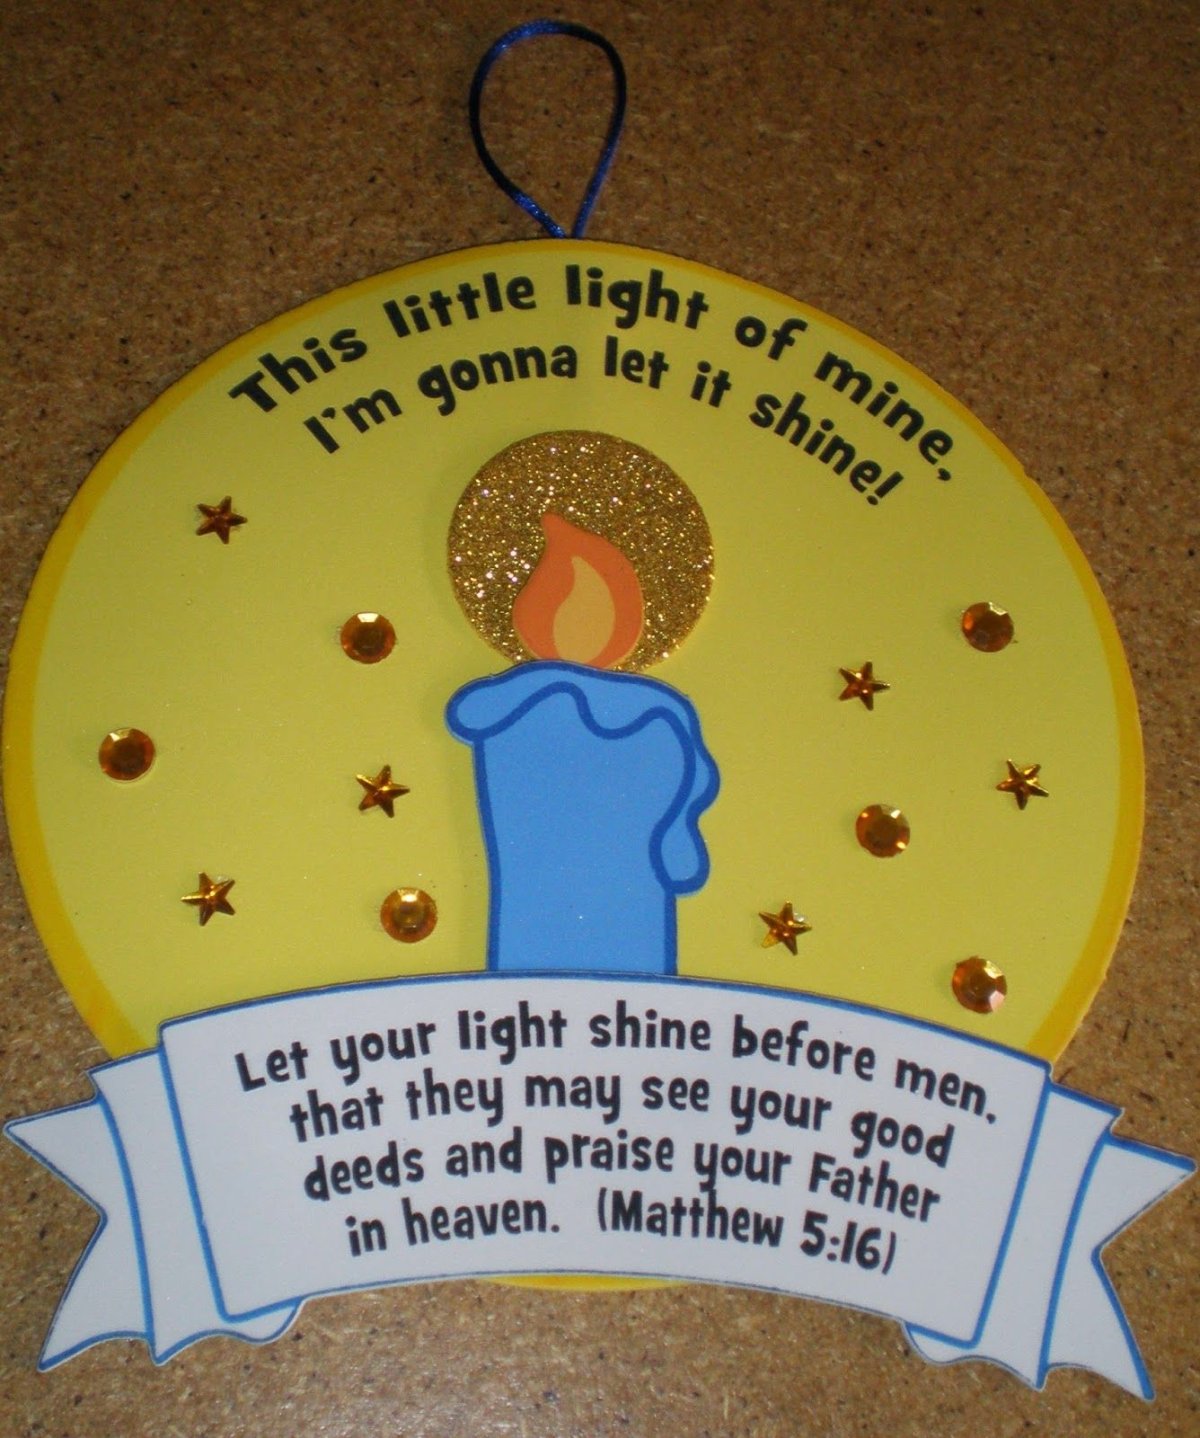 This little light of mine,
I'm gonna let it shine!
Let your light shine before men.
that they may see your good
deeds and praise your Father
in heaven. (Matthew 5:16)